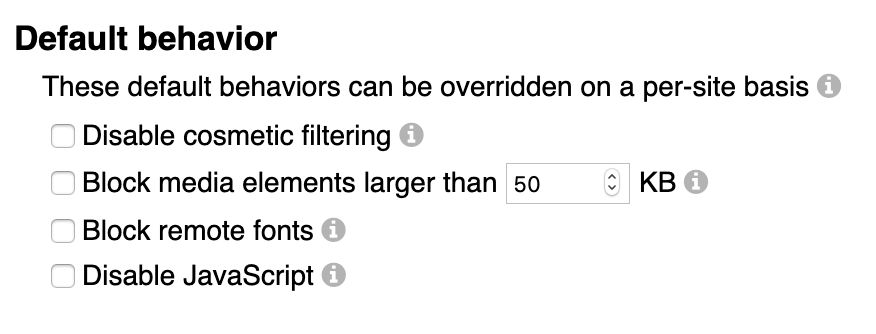 Default behavior
These default behaviors can be overridden on a per-site basis
Disable cosmetic filtering
Block media elements larger than 50 KB
Block remote fonts
Disable JavaScript